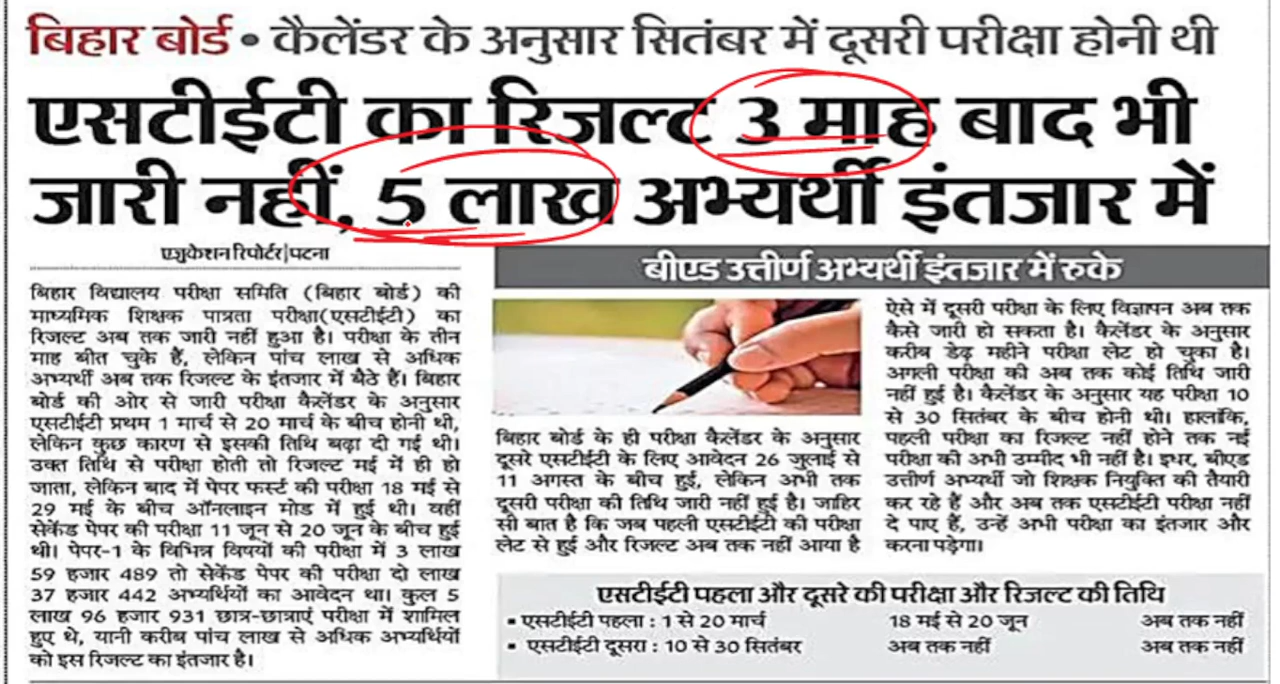 बिहार बोर्ड • कैलेंडर के अनुसार सितंबर में दूसरी परीक्षा होनी थी
एसटीईटी का रिजल्ट 3 माह बाद भी
जारी नहीं, 5 लाख अभ्यर्थी इंतजार में
एजुकेशन रिपोर्टर|पटना
बिहार विद्यालय परीक्षा समिति (बिहार बोर्ड) की
माध्यमिक शिक्षक पात्रता परीक्षा(एसटीईटी) का
रिजल्ट अब तक जारी नहीं हुआ है। परीक्षा के तीन
माह बीत चुके हैं, लेकिन पांच लाख से अधिक
अभ्यर्थी अब तक रिजल्ट के इंतजार में बैठे हैं। बिहार
बोर्ड की ओर से जारी परीक्षा कैलेंडर के अनुसार
एसटीईटी प्रथम 1 मार्च से 20 मार्च के बीच होनी थी,
लेकिन कुछ कारण से इसकी तिथि बढ़ा दी गई थी।
उक्त तिथि से परीक्षा होती तो रिजल्ट मई में ही हो
जाता, लेकिन बाद में पेपर फर्स्ट की परीक्षा 18 मई से
29 मई के बीच ऑनलाइन मोड में हुई थी। वहीं
सेकेंड पेपर की परीक्षा 11 जून से 20 जून के बीच हुई
थी। पेपर-1 के विभिन्न विषयों की परीक्षा में 3 लाख
59 हजार 489 तो सेकेंड पेपर की परीक्षा दो लाख
37 हजार 442 अभ्यर्थियों का आवेदन था। कुल 5
लाख 96 हजार 931 छात्र-छात्राएं परीक्षा में शामिल
हुए थे, यानी करीब पांच लाख से अधिक अभ्यर्थियों
को इस रिजल्ट का इंतजार है।
बीएड उत्तीर्ण अभ्यर्थी इंतजार में रुके
बिहार बोर्ड के ही परीक्षा कैलेंडर के अनुसार
दूसरे एसटीईटी के लिए आवेदन 26 जुलाई से
11 अगस्त के बीच हुई, लेकिन अभी तक
दूसरी परीक्षा की तिथि जारी नहीं हुई है। जाहिर
सी बात है कि जब पहली एसटीईटी की परीक्षा
लेट से हुई और रिजल्ट अब तक नहीं आया है
ऐसे में दूसरी परीक्षा के लिए विज्ञापन अब तक
कैसे जारी हो सकता है। कैलेंडर के अनुसार
करीब डेढ़ महीने परीक्षा लेट हो चुका है।
अगली परीक्षा की अब तक कोई तिथि जारी
नहीं हुई है। कैलेंडर के अनुसार यह परीक्षा 10
से 30 सितंबर के बीच होनी थी। हालांकि,
पहली परीक्षा का रिजल्ट नहीं होने तक नई
परीक्षा की अभी उम्मीद भी नहीं है। इधर, बीएड
उत्तीर्ण अभ्यर्थी जो शिक्षक नियुक्ति की तैयारी
कर रहे हैं और अब तक एसटीईटी परीक्षा नहीं
दे पाए हैं, उन्हें अभी परीक्षा का इंतजार और
करना पड़ेगा।
एसटीईटी पहला और दूसरे की परीक्षा और रिजल्ट की तिथि
▪ एसटीईटी पहला : 1 से 20 मार्च 18 मई से 20 जून अब तक नहीं
▪ एसटीईटी दूसरा : 10 से 30 सितंबर अब तक नहीं अब तक नहीं